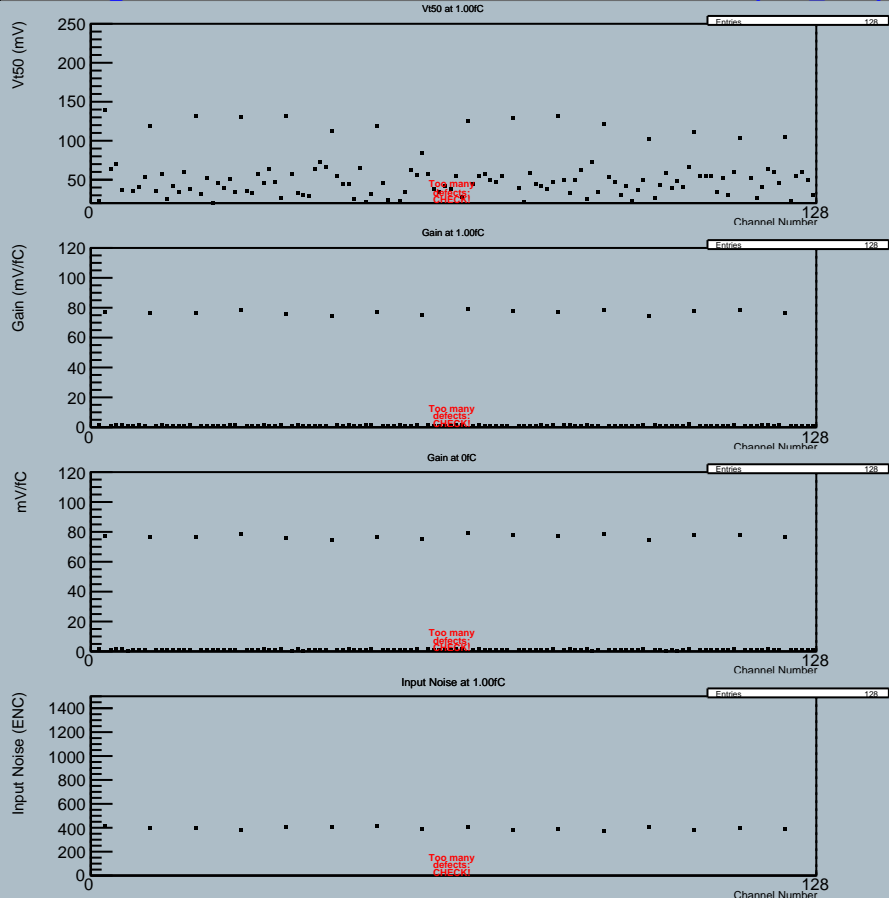 Vt50 at 1.00fC
Entries 128
Vt50 (mV)
250
200
150
100
50
Too many
defects:
CHECK!
0
128
Channel Number
Gain at 1.00fC
Entries 128
Gain (mV/fC)
120
100
80
60
40
20
0
Too many
defects:
CHECK!
0
128
Channel Number
Gain at 0fC
Entries 128
mV/fC
120
100
80
60
40
20
0
Too many
defects:
CHECK!
0
128
Channel Number
Input Noise at 1.00fC
Entries 128
Input Noise (ENC)
1400
1200
1000
800
600
400
200
0
Too many
defects:
CHECK!
0
128
Channel Number